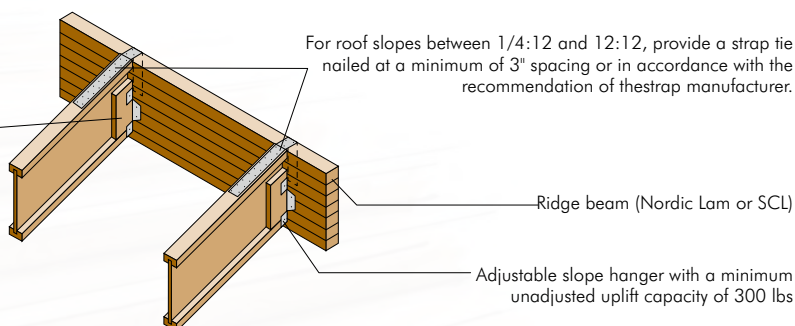 For roof slopes between 1/4:12 and 12:12, provide a strap tie
nailed at a minimum of 3" spacing or in accordance with the
recommendation of thestrap manufacturer.
Ridge beam (Nordic Lam or SCL)
Adjustable slope hanger with a minimum
unadjusted uplift capacity of 300 lbs